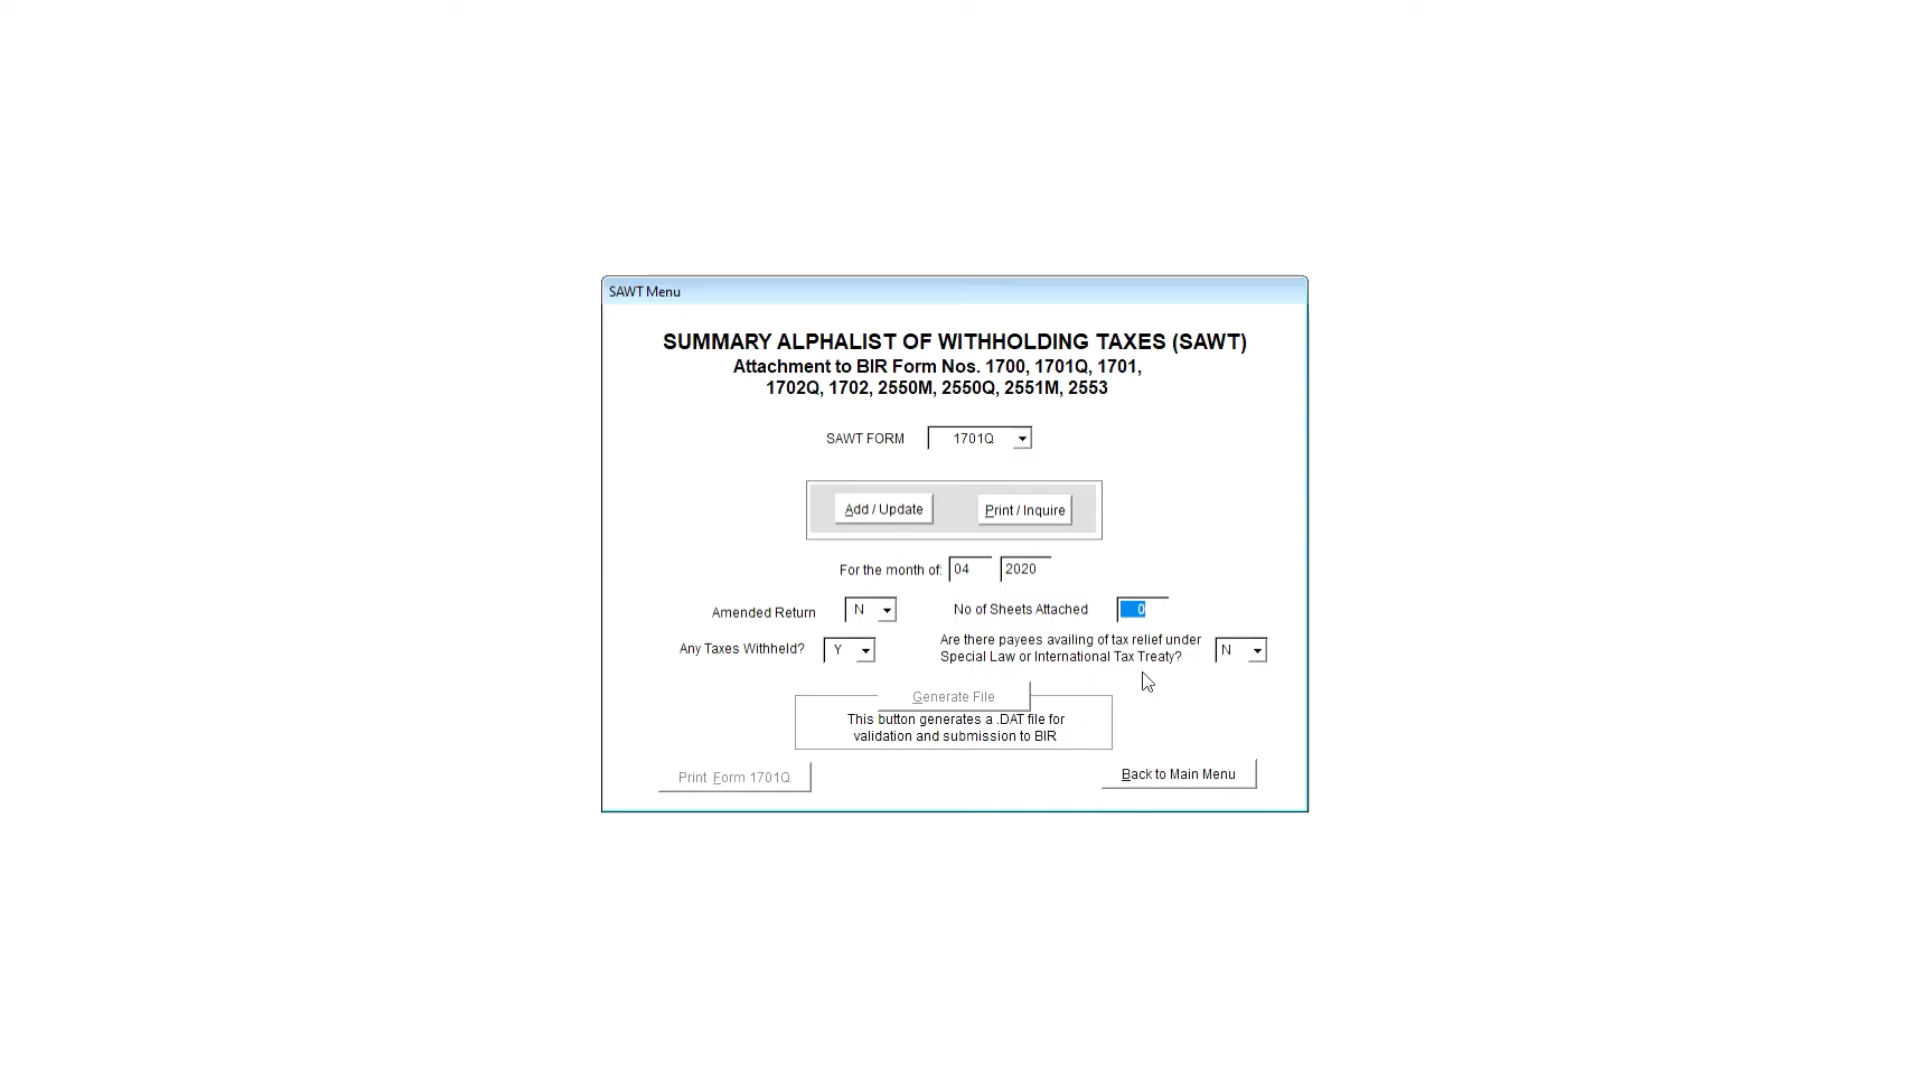 SAWT Menu
SUMMARY ALPHALIST OF WITHHOLDING TAXES (SAWT)
Attachment to BIR Form Nos. 1700, 1701Q, 1701,
1702Q, 1702, 2550M, 2550Q, 2551M, 2553
SAWT FORM 1701Q
Add / Update Print / Inquire
For the month of: 04 2020
Amended Return N No of Sheets Attached 0
Any Taxes Withheld? Y Are there payees availing of tax relief under
Special Law or International Tax Treaty? N
Generate File
This button generates a .DAT file for
validation and submission to BIR
Print Form 1701Q Back to Main Menu